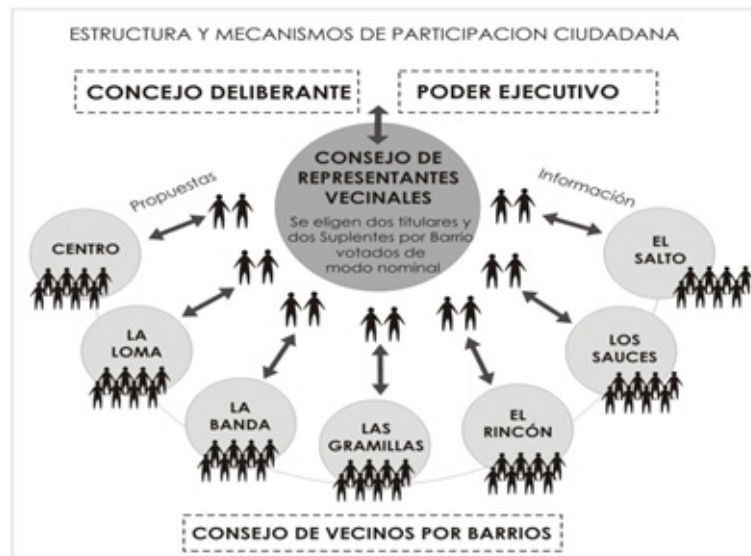 ESTRUCTURA Y MECANISMOS DE PARTICIPACION CIUDADANA
CONCEJO DELIBERANTE
PODER EJECUTIVO
CONSEJO DE
REPRESENTANTES
VECINALES
Se eligen dos titulares y
dos Suplentes por Barrio
votados de
modo nominal
Propuestas
Información
CENTRO
EL
SALTO
LA
LOMA
LOS
SAUCES
LA
BANDA
LAS
GRAMILLAS
EL
RINCÓN
CONSEJO DE VECINOS POR BARRIOS